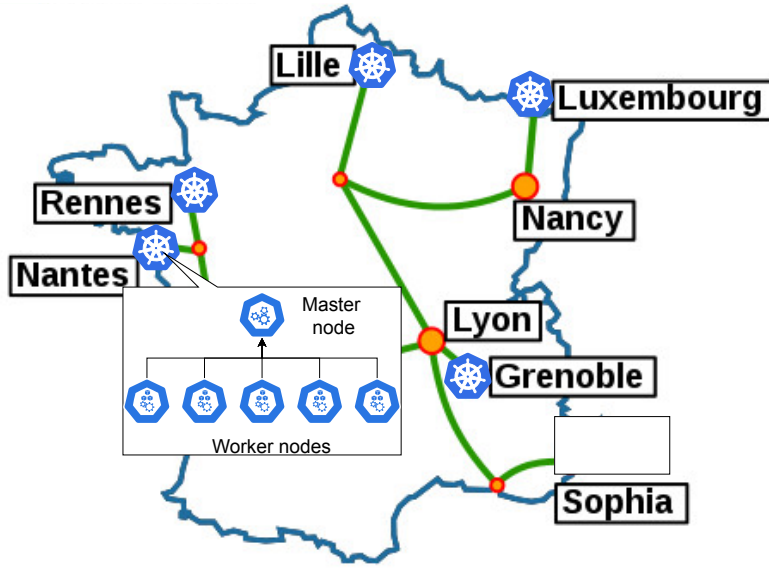 Lille
Luxembourg
Rennes
Nancy
Nantes
Master
node
Lyon
Grenoble
Worker nodes
Sophia